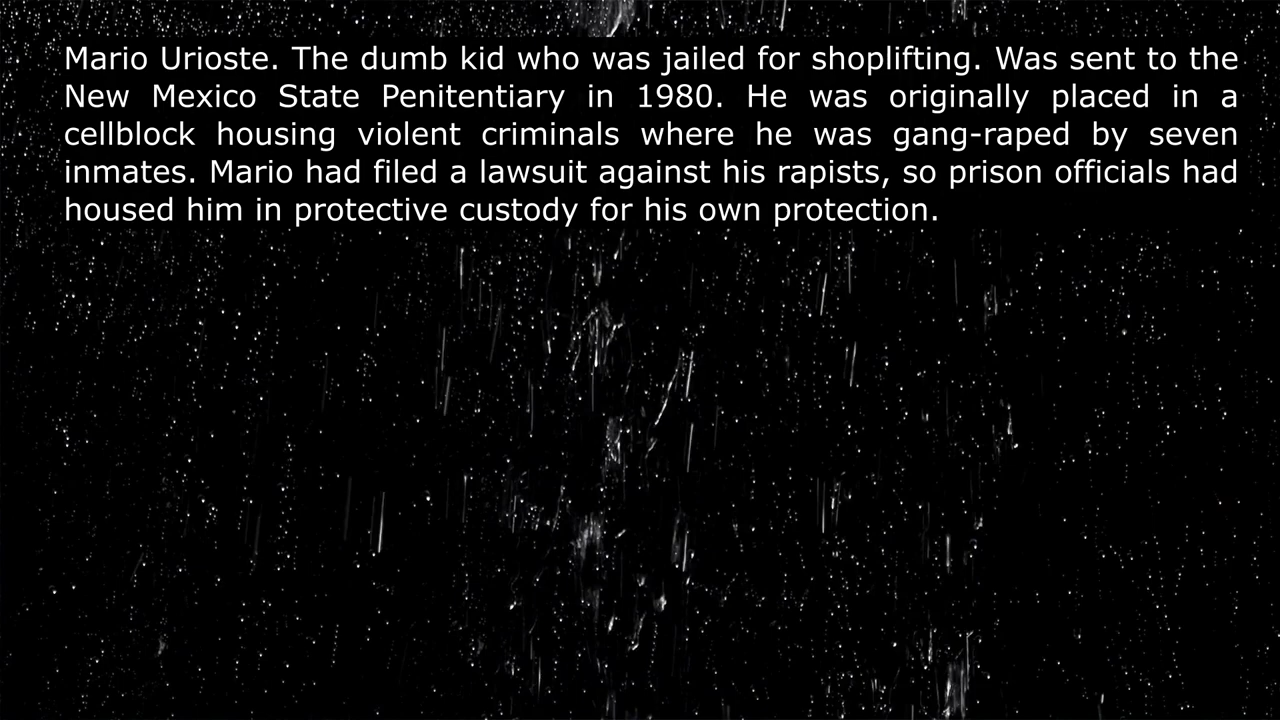 Mario Urioste. The dumb kid who was jailed for shoplifting. Was sent to the
New Mexico State Penitentiary in 1980. He was originally placed in a
cellblock housing violent criminals where he was gang-raped by seven
inmates. Mario had filed a lawsuit against his rapists, so prison officials had
housed him in protective custody for his own protection.